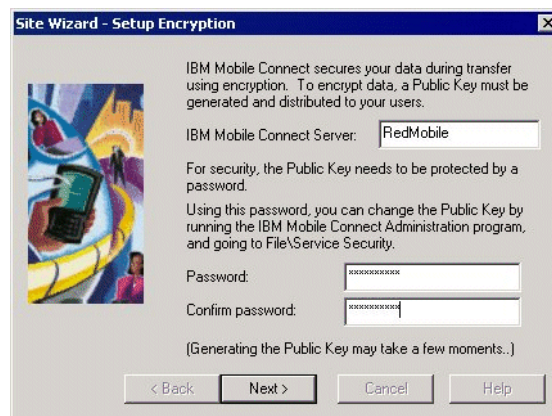 Site Wizard - Setup Encryption
IBM Mobile Connect secures your data during transfer
using encryption. To encrypt data, a Public Key must be
generated and distributed to your users.
IBM Mobile Connect Server: RedMobile
For security, the Public Key needs to be protected by a
password.
Using this password, you can change the Public Key by
running the IBM Mobile Connect Administration program,
and going to File\Service Security.
Password: xxxxxxxxxx
Confirm password: xxxxxxxxxx
(Generating the Public Key may take a few moments..)
< Back Next > Cancel Help